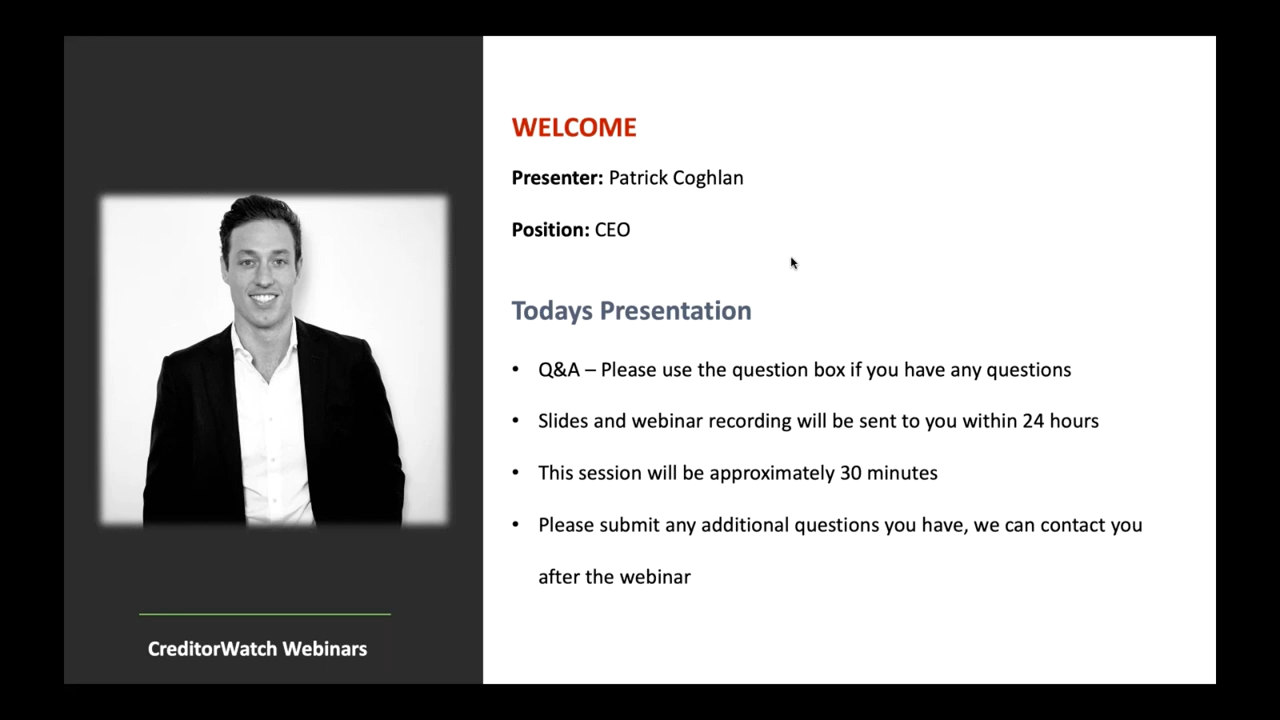 WELCOME
Presenter: Patrick Coghlan
Position: CEO
Todays Presentation
• Q&A – Please use the question box if you have any questions
• Slides and webinar recording will be sent to you within 24 hours
• This session will be approximately 30 minutes
• Please submit any additional questions you have, we can contact you
after the webinar
CreditorWatch Webinars